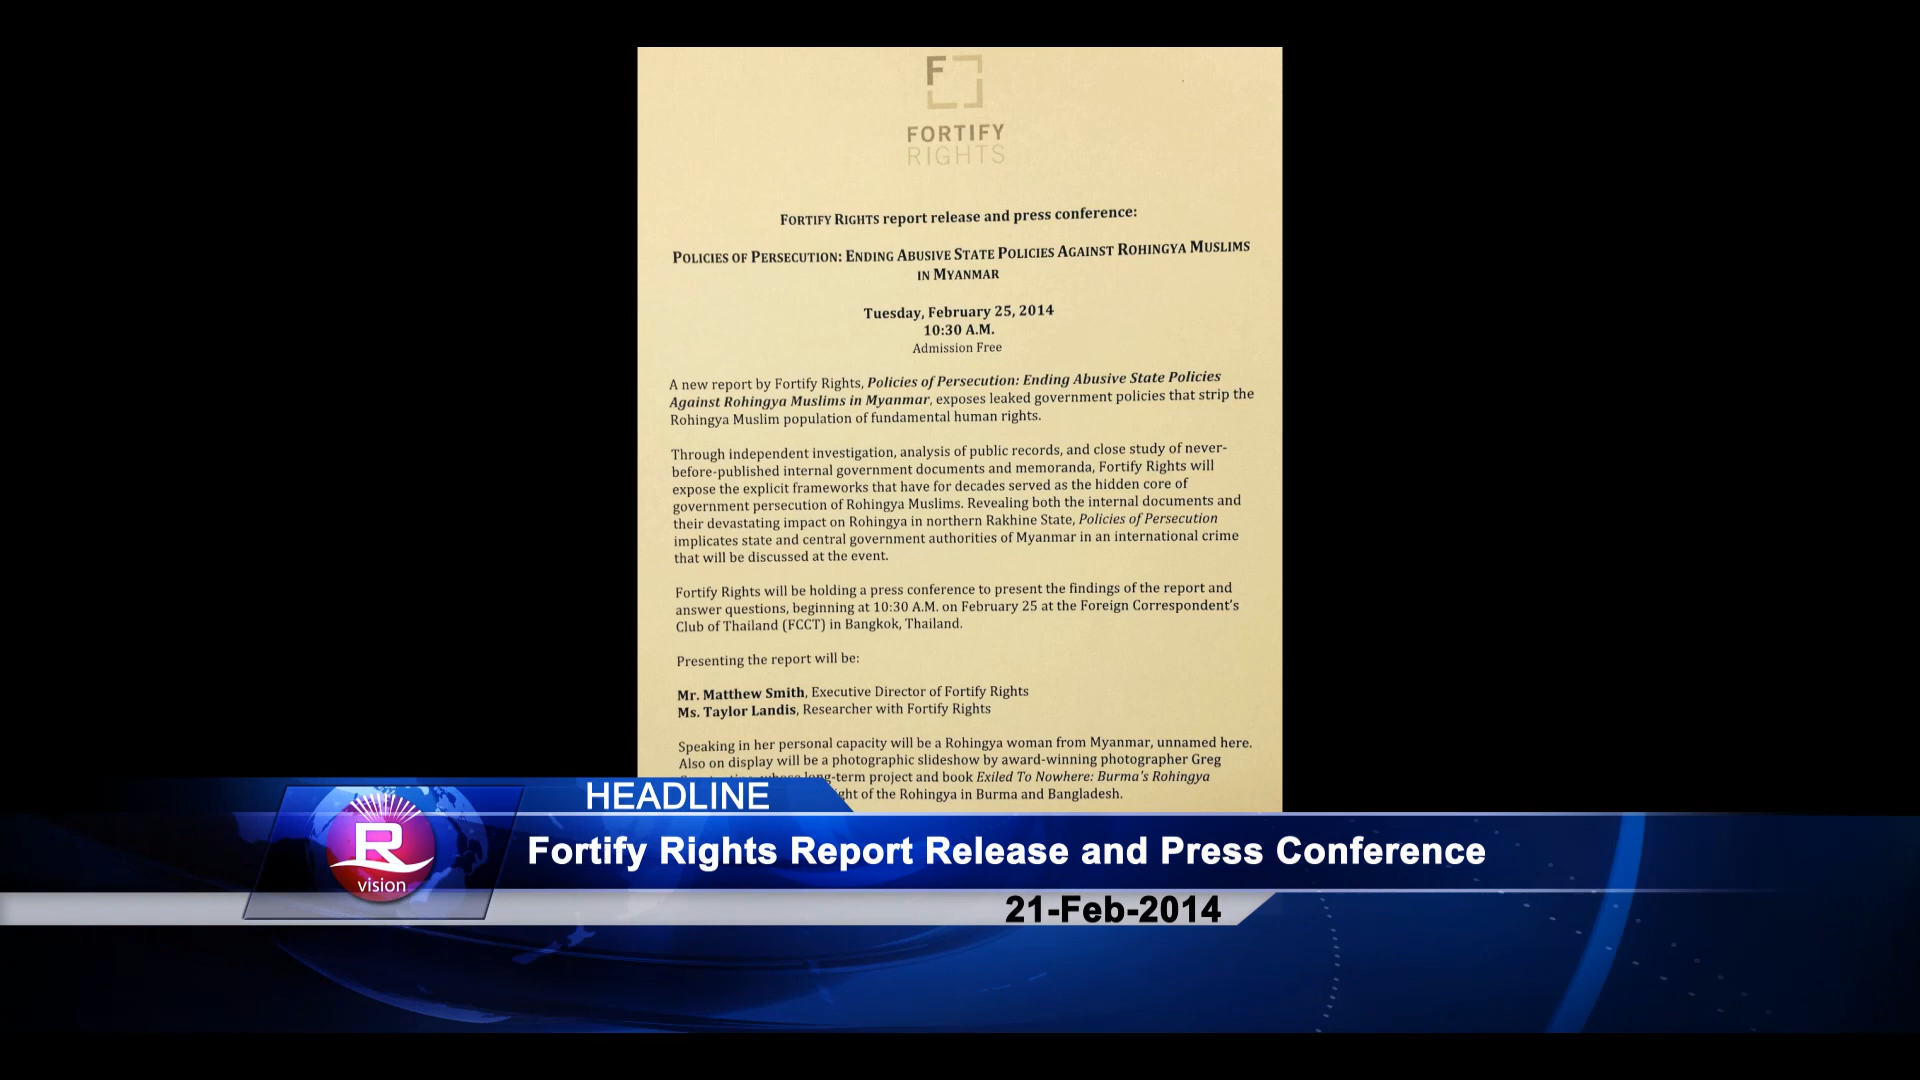 F
FORTIFY
RIGHTS
FORTIFY RIGHTS report release and press conference:
POLICIES OF PERSECUTION: ENDING ABUSIVE STATE POLICIES AGAINST ROHINGYA MUSLIMS
IN MYANMAR
Tuesday, February 25, 2014
10:30 A.M.
Admission Free
A new report by Fortify Rights, Policies of Persecution: Ending Abusive State Policies
Against Rohingya Muslims in Myanmar, exposes leaked government policies that strip the
Rohingya Muslim population of fundamental human rights.
Through independent investigation, analysis of public records, and close study of never-
before-published internal government documents and memoranda, Fortify Rights will
expose the explicit frameworks that have for decades served as the hidden core of
government persecution of Rohingya Muslims. Revealing both the internal documents and
their devastating impact on Rohingya in northern Rakhine State, Policies of Persecution
implicates state and central government authorities of Myanmar in an international crime
that will be discussed at the event.
Fortify Rights will be holding a press conference to present the findings of the report and
answer questions, beginning at 10:30 A.M. on February 25 at the Foreign Correspondent's
Club of Thailand (FCCT) in Bangkok, Thailand.
Presenting the report will be:
Mr. Matthew Smith, Executive Director of Fortify Rights
Ms. Taylor Landis, Researcher with Fortify Rights
Speaking in her personal capacity will be a Rohingya woman from Myanmar, unnamed here.
Also on display will be a photographic slideshow by award-winning photographer Greg
whose long-term project and book Exiled To Nowhere: Burma's Rohingya
of the Rohingya in Burma and Bangladesh.
HEADLINE
R
vision
Fortify Rights Report Release and Press Conference
21-Feb-2014